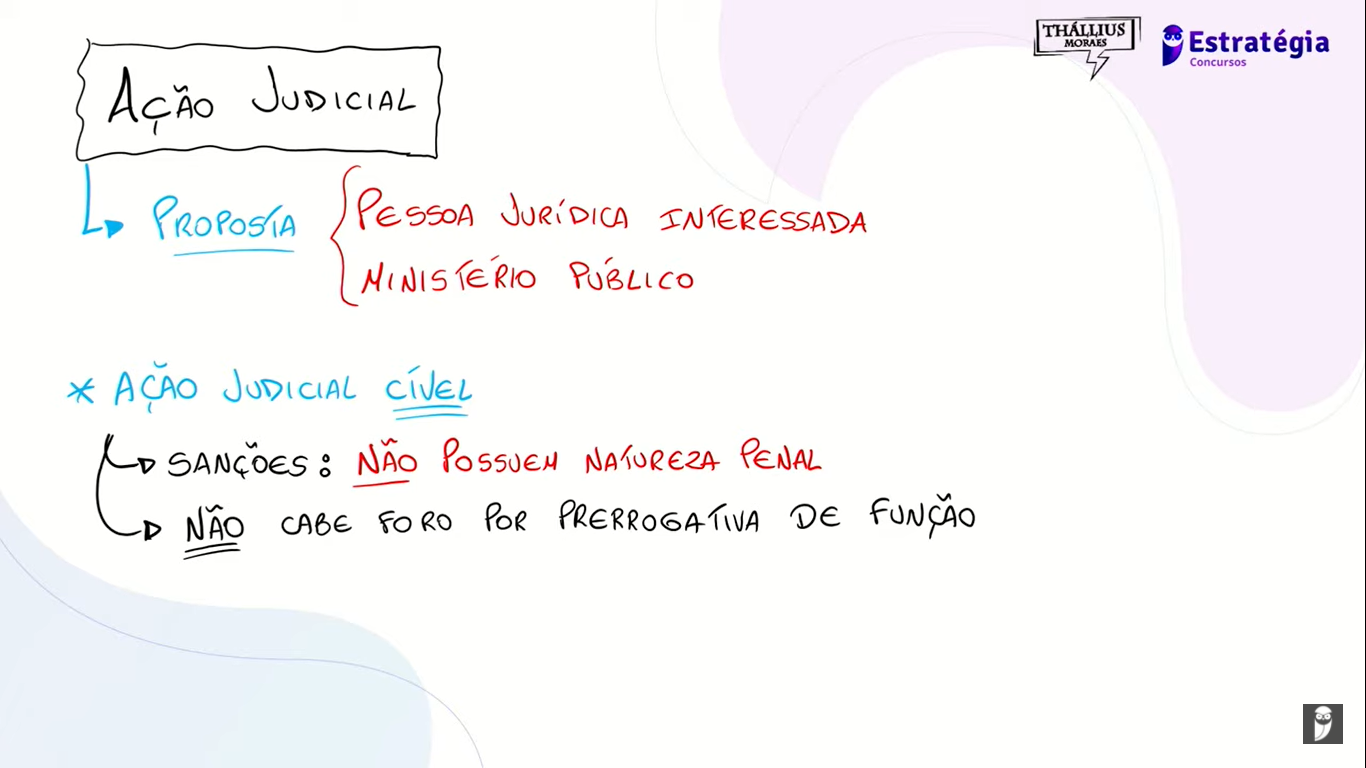 THÁLLIUS
MORAES
Estratégia
Concursos
AÇÃO JUDICIAL
PROPOSTA
PESSOA JURÍDICA INTERESSADA
MINISTÉRIO PÚBLICO
* AÇÃO JUDICIAL CÍVEL
SANÇÕES: NÃO POSSUEM NATUREZA PENAL
NÃO CABE FORO POR PRERROGATIVA DE FUNÇÃO